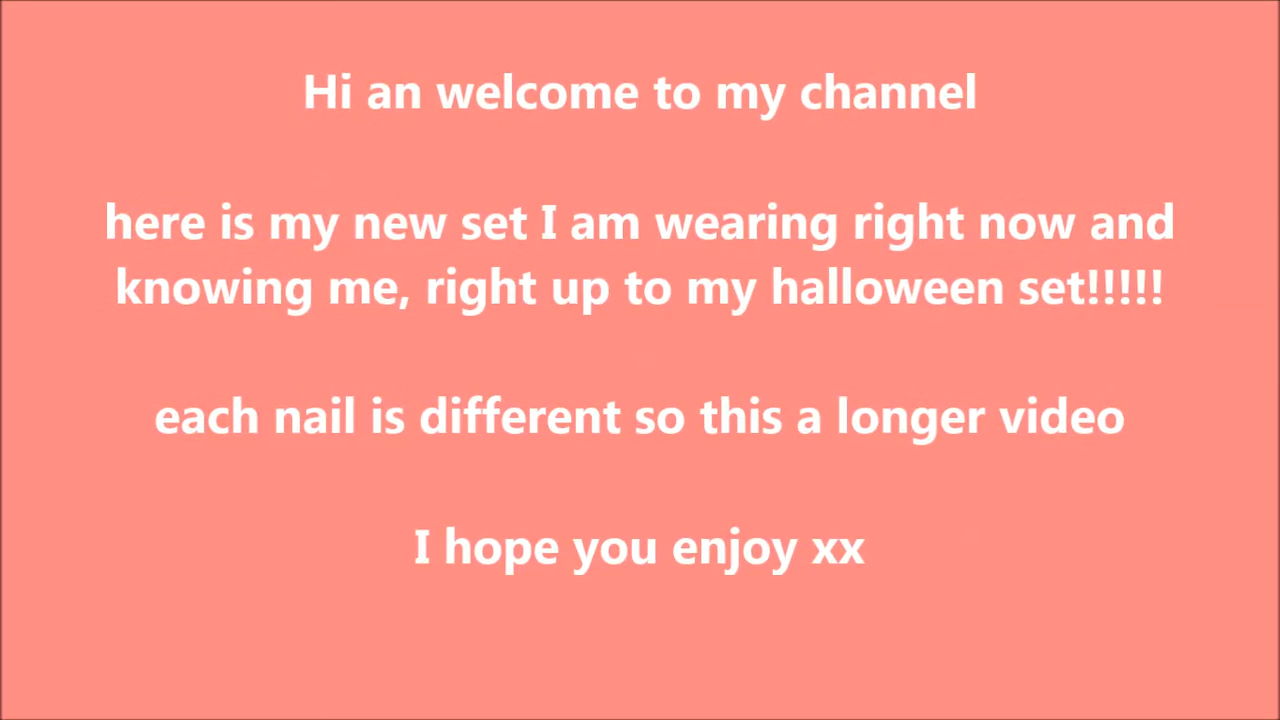 Hi an welcome to my channel
here is my new set I am wearing right now and
knowing me, right up to my halloween set!!!!!
each nail is different so this a longer video
I hope you enjoy xx